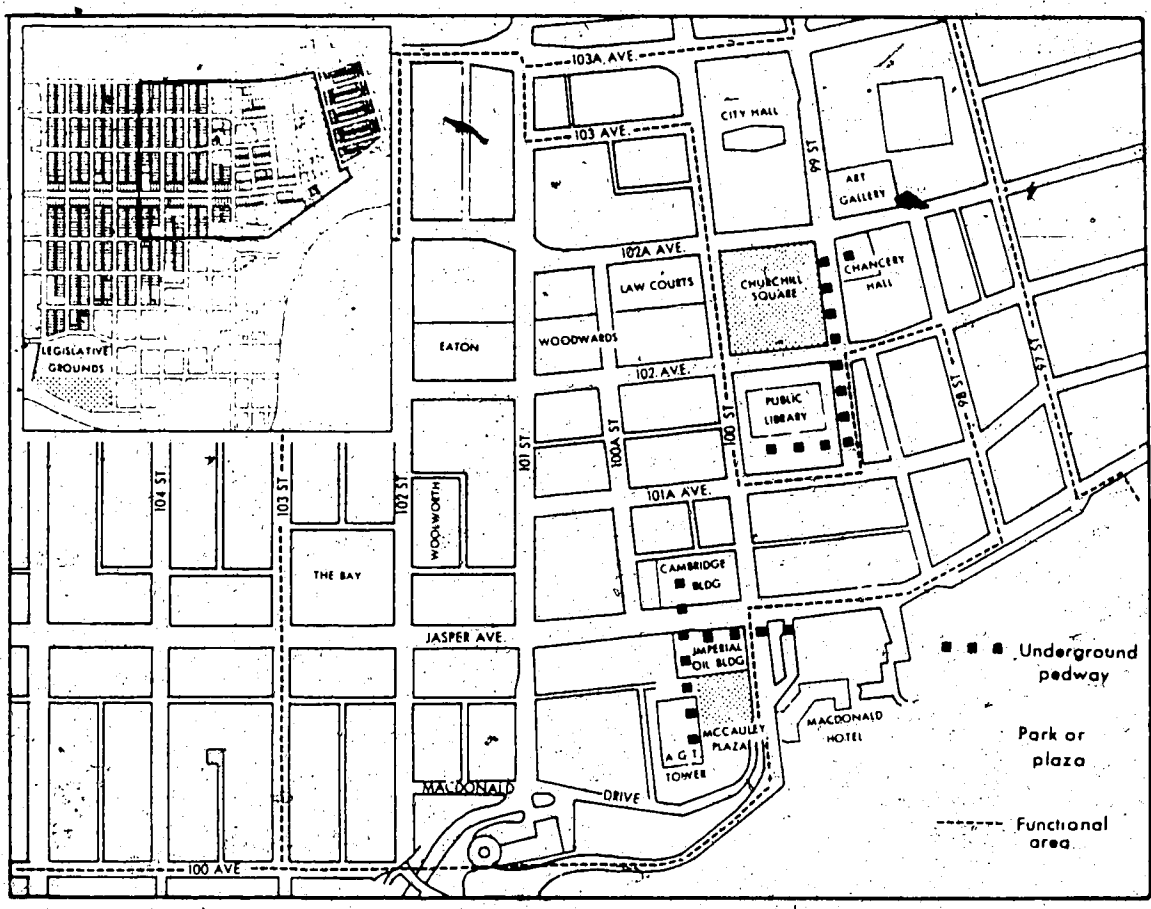 103A AVE.
103 AVE.
CITY HALL
99 ST
ART
GALLERY
102A AVE.
LAW COURTS
CHURCHILL
SQUARE
CHANCERY
HALL
LEGISLATIVE
GROUNDS
EATON
WOODWARDS
102 AVE.
PUBLIC
LIBRARY
97 ST
98 ST
104 ST
103 ST
102 ST
WOOLWORTH
101 ST
100A ST
100 ST
101A AVE.
THE BAY
CAMBRIDGE
BLDG
JASPER AVE.
IMPERIAL
OIL BLDG
Underground
pedway
MACDONALD
HOTEL
MCCAULEY
PLAZA
A G T
TOWER
Park or
plaza
MACDONALD
DRIVE
Functional
area
100 AVE